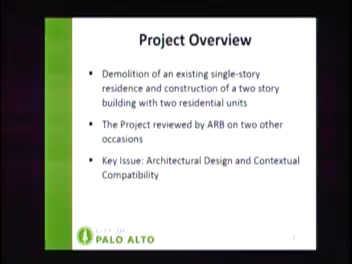 Project Overview
▪ Demolition of an existing single-story
residence and construction of a two story
building with two residential units
▪ The Project reviewed by ARB on two other
occasions
▪ Key Issue: Architectural Design and Contextual
Compatibility
CITY OF
PALO ALTO